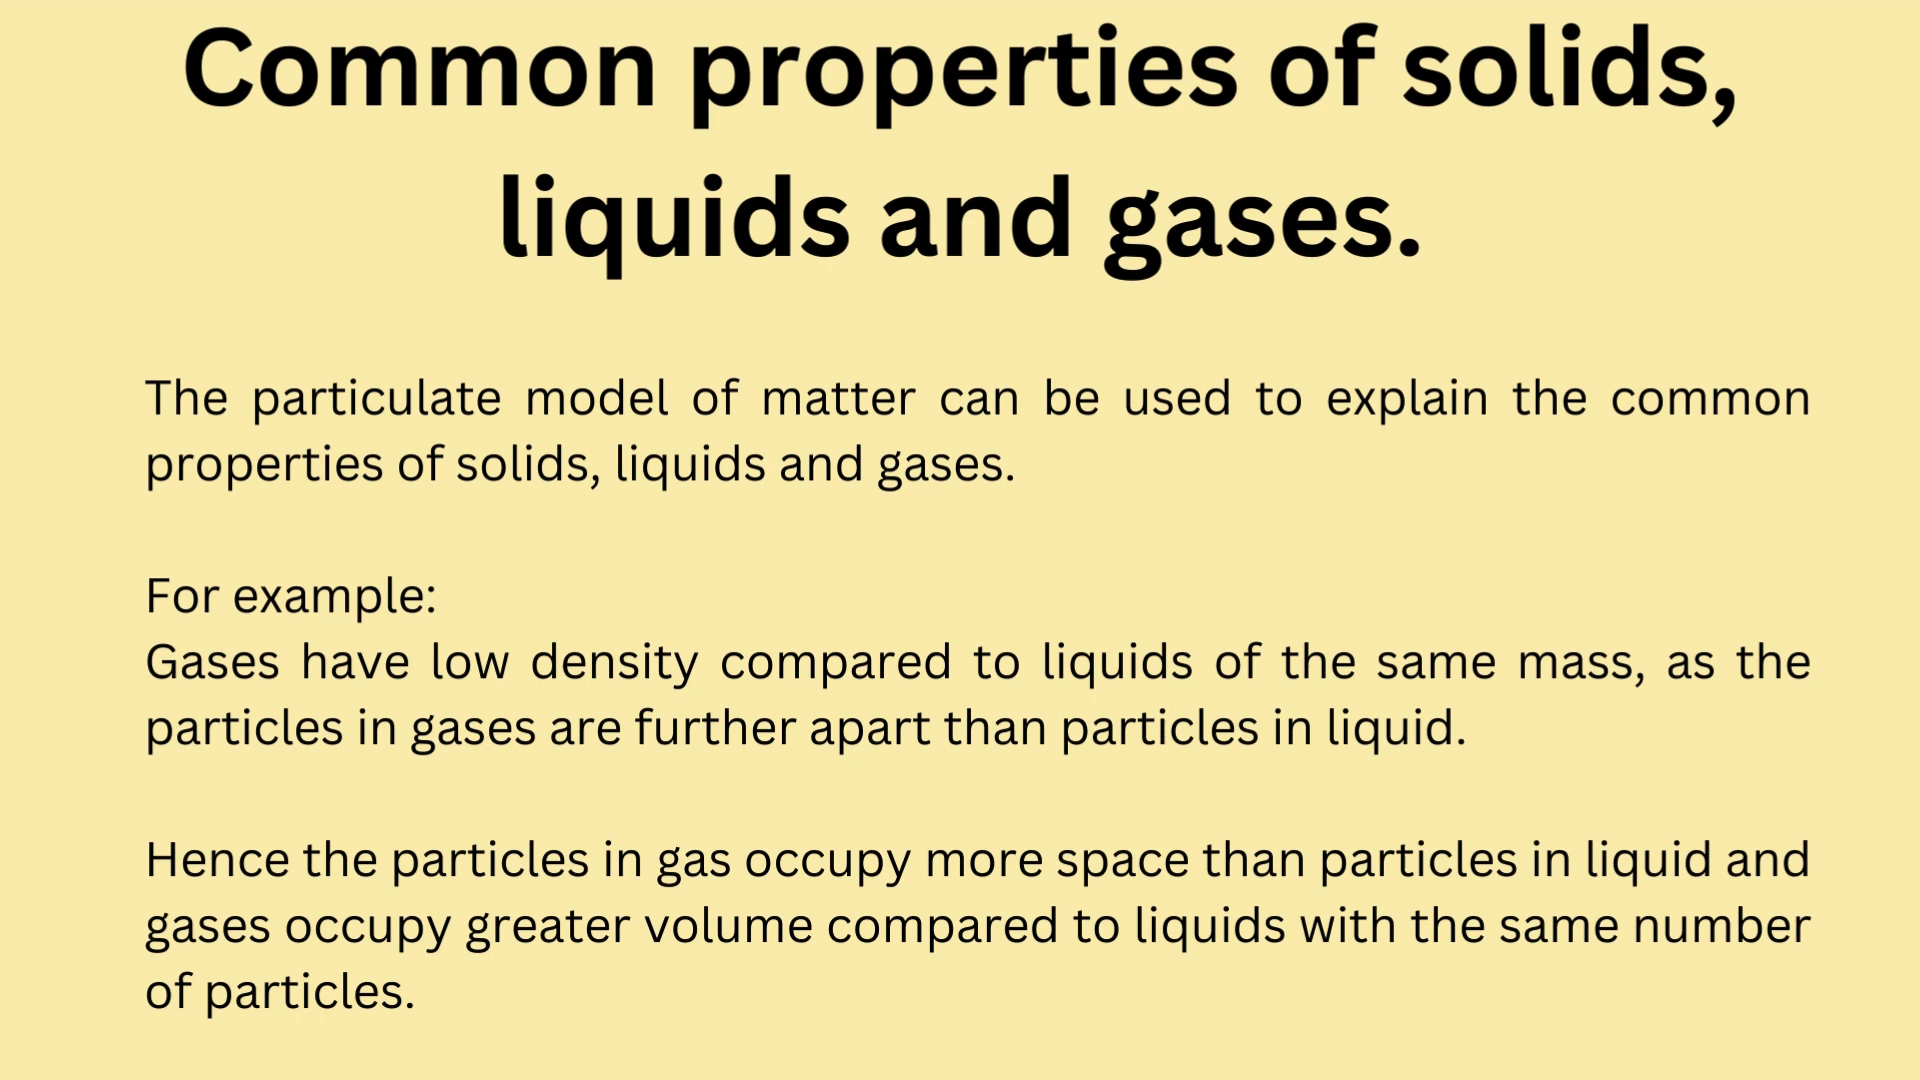 Common properties of solids,
liquids and gases.
The particulate model of matter can be used to explain the common
properties of solids, liquids and gases.
For example:
Gases have low density compared to liquids of the same mass, as the
particles in gases are further apart than particles in liquid.
Hence the particles in gas occupy more space than particles in liquid and
gases occupy greater volume compared to liquids with the same number
of particles.